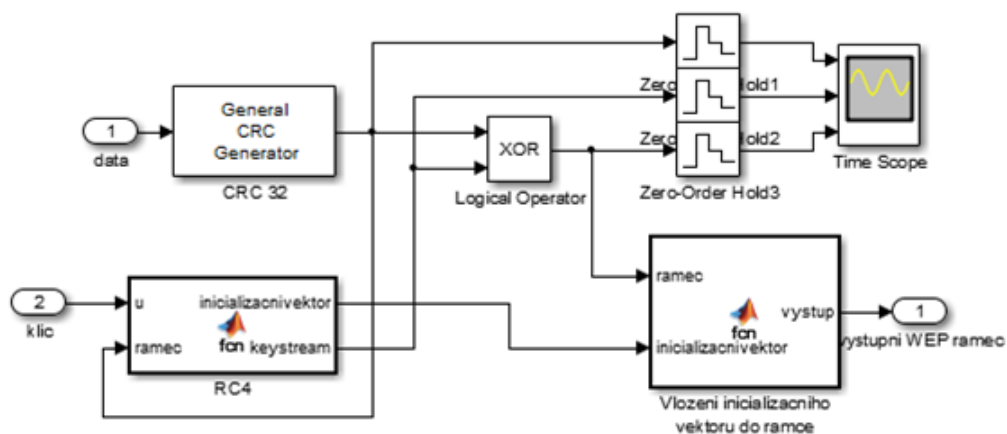 1
data
General
CRC
Generator
CRC 32
XOR
Logical Operator
Zero
Hold1
Zero
Hold2
Zero-Order Hold3
Time Scope
2
klic
u
ramec
inicializacnivektor
fcn
keystream
RC4
ramec
inicializacnivektor
fcn
vystup
Vlozeni inicializacniho
vektoru do ramce
1
vystupni WEP ramec